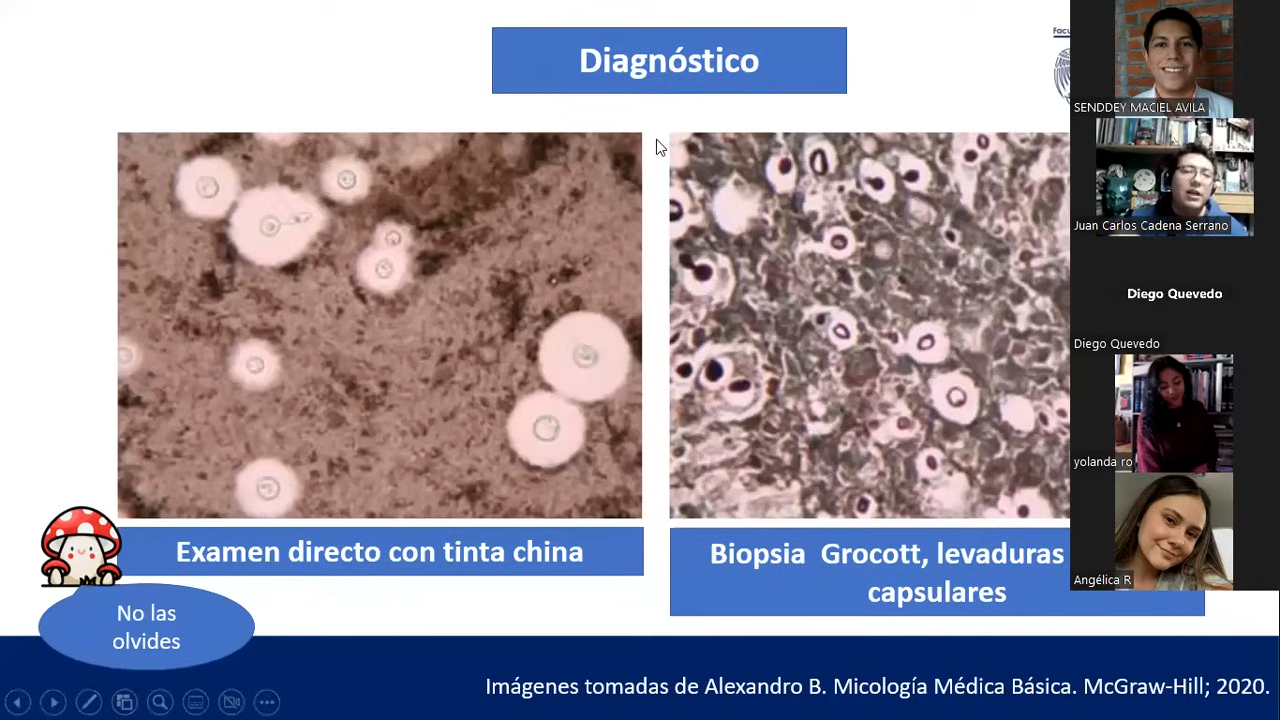 Diagnóstico
Examen directo con tinta china
Biopsia Grocott, levaduras
capsulares
No las
olvides
Imágenes tomadas de Alexandro B. Micología Médica Básica. McGraw-Hill; 2020.
SENDDEY MACIEL AVILA
Juan Carlos Cadena Serrano
Diego Quevedo
Diego Quevedo
yolanda ro
Angélica R